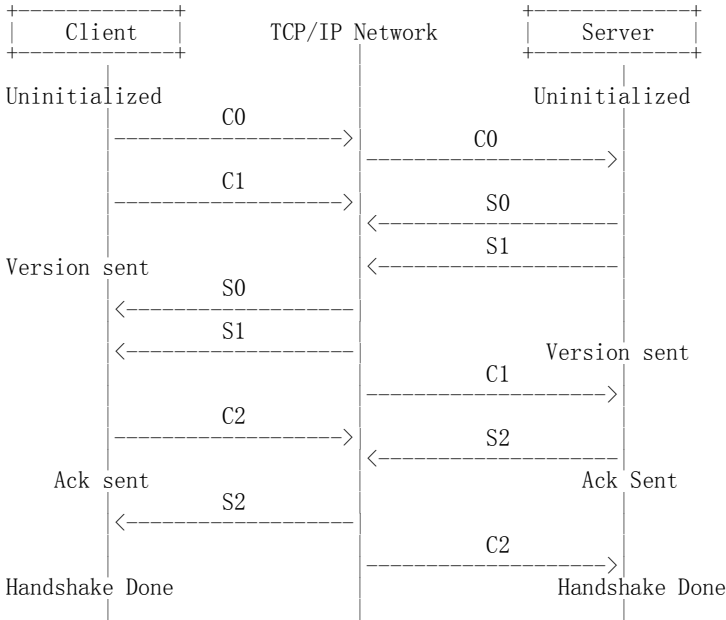 Client TCP/IP Network Server
Uninitialized Uninitialized
C0
C0
C1
S0
S1
Version sent
S0
S1
Version sent
C1
C2
S2
Ack sent Ack Sent
S2
C2
Handshake Done Handshake Done